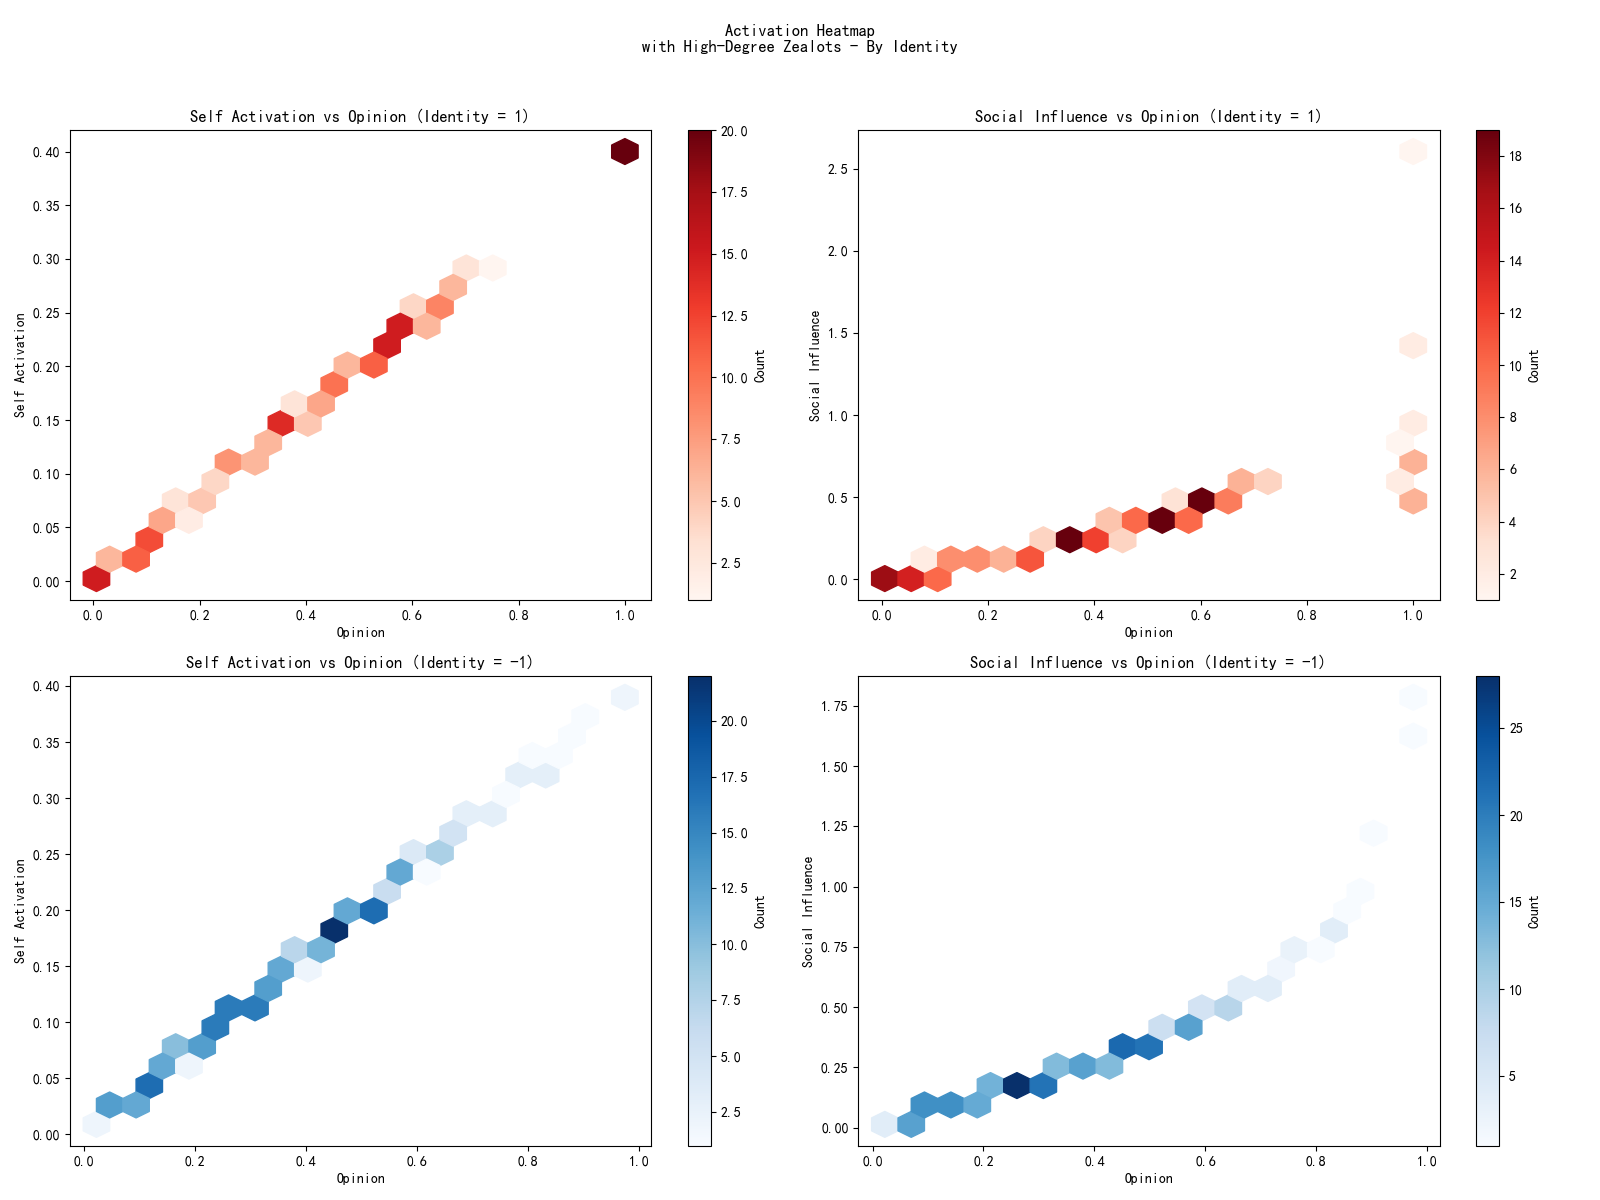 Activation Heatmap
with High-Degree Zealots - By Identity
Self Activation vs Opinion (Identity = 1)
0.40
0.35
0.30
0.25
0.20
0.15
0.10
0.05
0.00
Self Activation
0.0 0.2 0.4 0.6 0.8 1.0
Opinion
20.0
17.5
15.0
12.5
10.0
7.5
5.0
2.5
Count
Social Influence vs Opinion (Identity = 1)
2.5
2.0
1.5
1.0
0.5
0.0
Social Influence
0.0 0.2 0.4 0.6 0.8 1.0
Opinion
18
16
14
12
10
8
6
4
2
Count
Self Activation vs Opinion (Identity = -1)
0.40
0.35
0.30
0.25
0.20
0.15
0.10
0.05
0.00
Self Activation
0.0 0.2 0.4 0.6 0.8 1.0
Opinion
20.0
17.5
15.0
12.5
10.0
7.5
5.0
2.5
Count
Social Influence vs Opinion (Identity = -1)
1.75
1.50
1.25
1.00
0.75
0.50
0.25
0.00
Social Influence
0.0 0.2 0.4 0.6 0.8 1.0
Opinion
25
20
15
10
5
Count